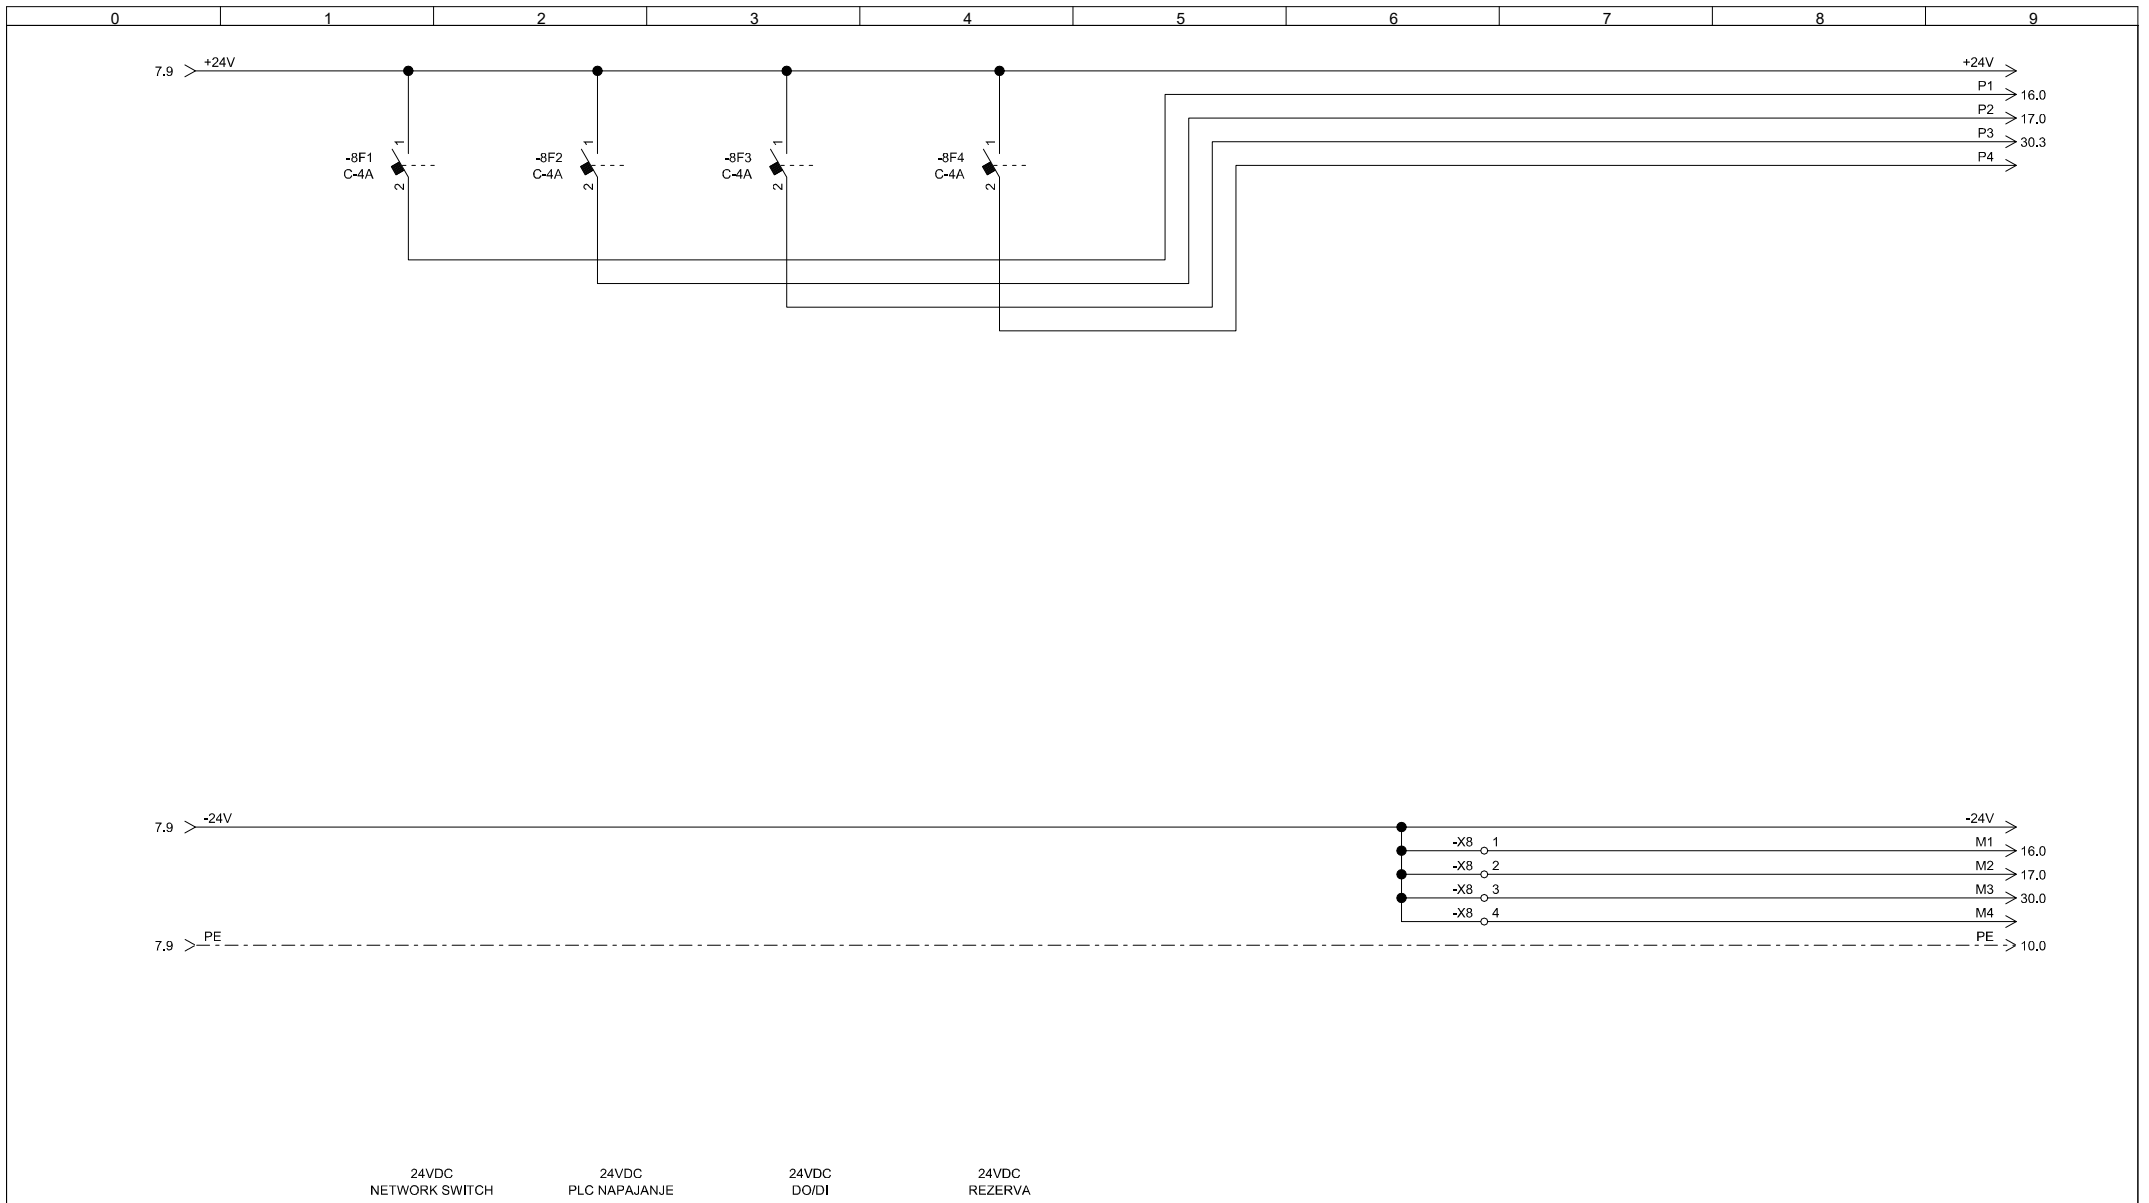 0 1 2 3 4 5 6 7 8 9
7.9 +24V +24V
P1 16.0
P2 17.0
P3 30.3
P4
-8F1 1
C-4A 2
-8F2 1
C-4A 2
-8F3 1
C-4A 2
-8F4 1
C-4A 2
7.9 -24V -24V
-X8 1 M1 16.0
-X8 2 M2 17.0
-X8 3 M3 30.0
-X8 4 M4
7.9 PE PE 10.0
24VDC
NETWORK SWITCH
24VDC
PLC NAPAJANJE
24VDC
DO/DI
24VDC
REZERVA